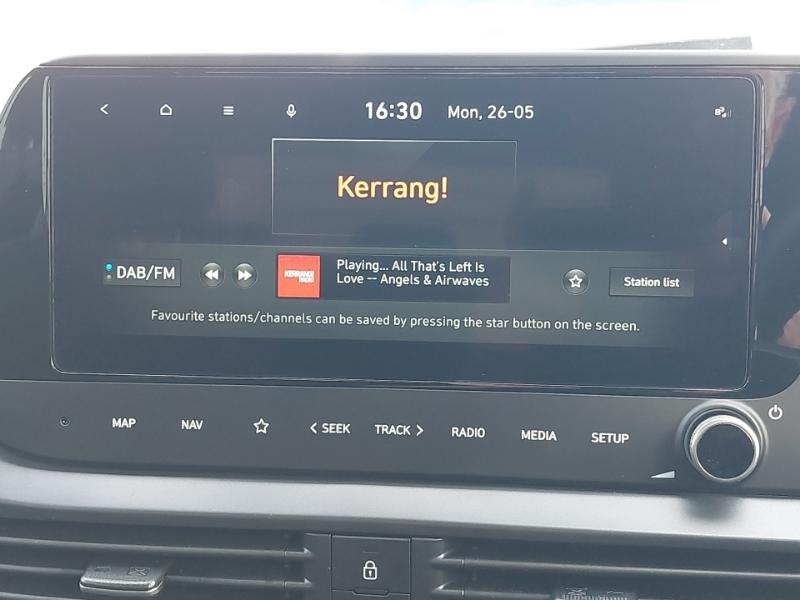 16:30 Mon, 26-05
Kerrang!
DAB/FM
KERRANG!
RADIO
Playing... All That's Left Is
Love -- Angels & Airwaves
Station list
Favourite stations/channels can be saved by pressing the star button on the screen.
MAP NAV < SEEK TRACK > RADIO MEDIA SETUP